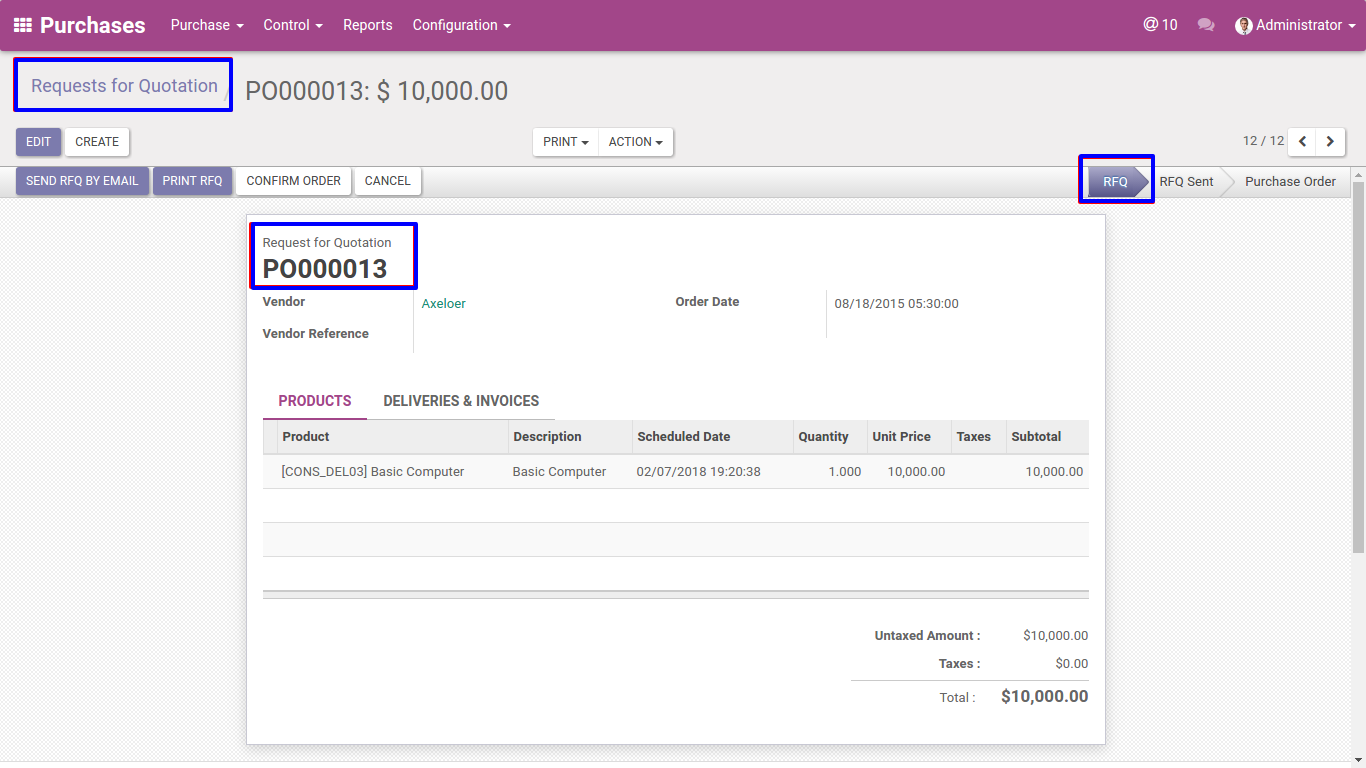 Purchases Purchase Control Reports Configuration @ 10 Administrator
Requests for Quotation / PO000013: $ 10,000.00
EDIT CREATE PRINT ACTION 12 / 12
SEND RFQ BY EMAIL PRINT RFQ CONFIRM ORDER CANCEL RFQ RFQ Sent Purchase Order
Request for Quotation
PO000013
Vendor Axeloer Order Date 08/18/2015 05:30:00
Vendor Reference
PRODUCTS DELIVERIES & INVOICES
Product Description Scheduled Date Quantity Unit Price Taxes Subtotal
[CONS_DEL03] Basic Computer Basic Computer 02/07/2018 19:20:38 1.000 10,000.00 10,000.00
Untaxed Amount : $10,000.00
Taxes : $0.00
Total : $10,000.00